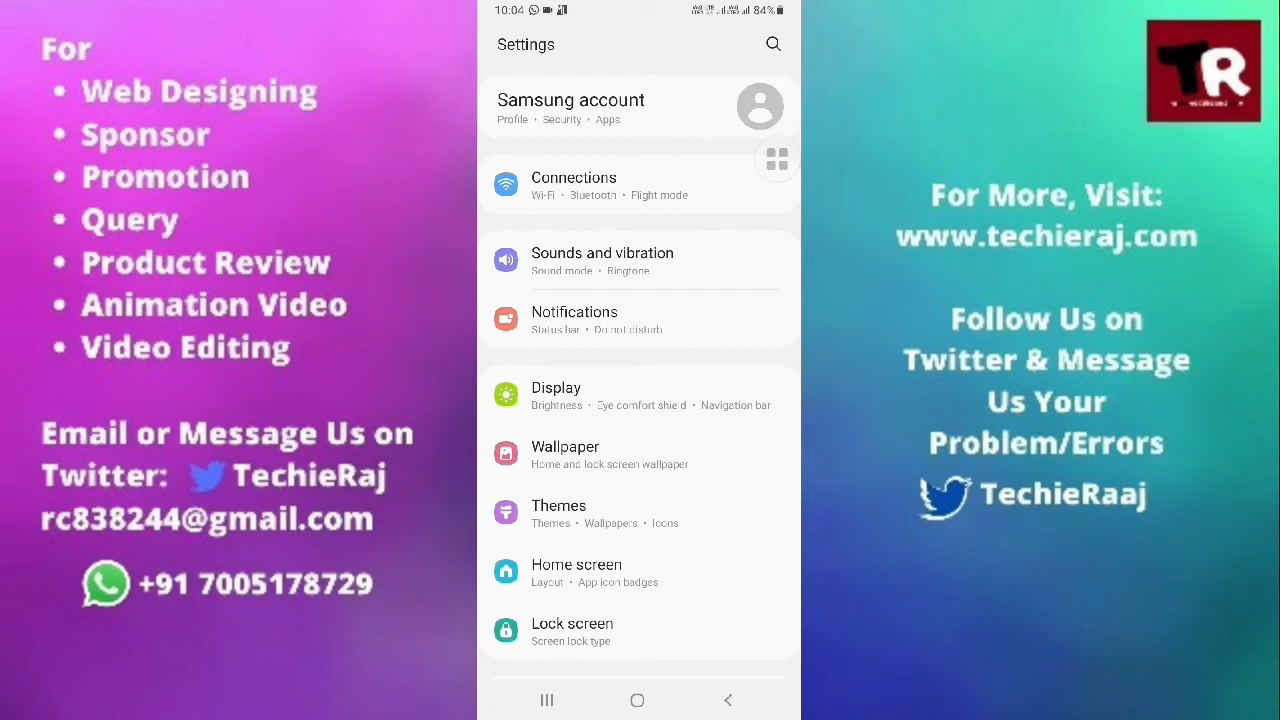 For
• Web Designing
• Sponsor
• Promotion
• Query
• Product Review
• Animation Video
• Video Editing
Email or Message Us on
Twitter: TechieRaj
rc838244@gmail.com
+91 7005178729
10:04
84%
Settings
Samsung account
Profile • Security • Apps
Connections
Wi-Fi • Bluetooth • Flight mode
Sounds and vibration
Sound mode • Ringtone
Notifications
Status bar • Do not disturb
Display
Brightness • Eye comfort shield • Navigation bar
Wallpaper
Home and lock screen wallpaper
Themes
Themes • Wallpapers • Icons
Home screen
Layout • App icon badges
Lock screen
Screen lock type
TR
For More, Visit:
www.techieraj.com
Follow Us on
Twitter & Message
Us Your
Problem/Errors
TechieRaaj